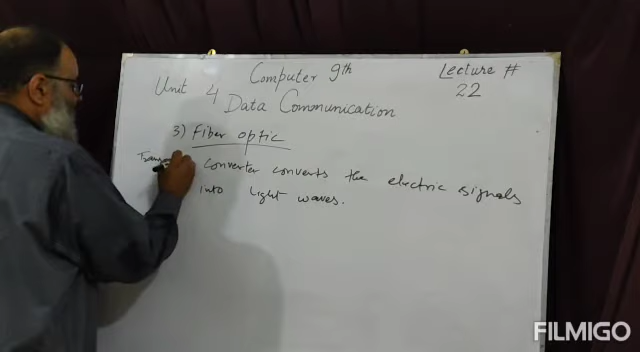 Computer 9th
Lecture #
22
Unit 4 Data Communication
3) Fiber optic
converter converts the electric signals
into light waves.
FILMIGO